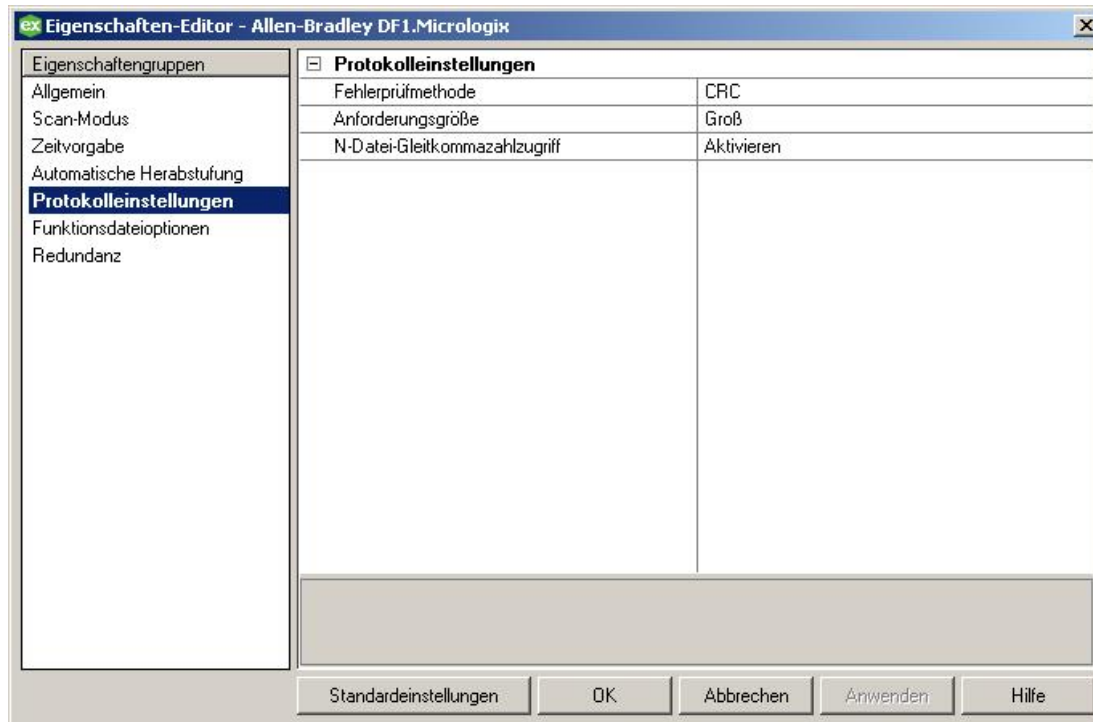 ex Eigenschaften-Editor - Allen-Bradley DF1.Micrologix
Eigenschaftengruppen
Allgemein
Scan-Modus
Zeitvorgabe
Automatische Herabstufung
Protokolleinstellungen
Funktionsdateioptionen
Redundanz
Protokolleinstellungen
Fehlerprüfmethode CRC
Anforderungsgröße Groß
N-Datei-Gleitkommazahlzugriff Aktivieren
Standardeinstellungen OK Abbrechen Anwenden Hilfe